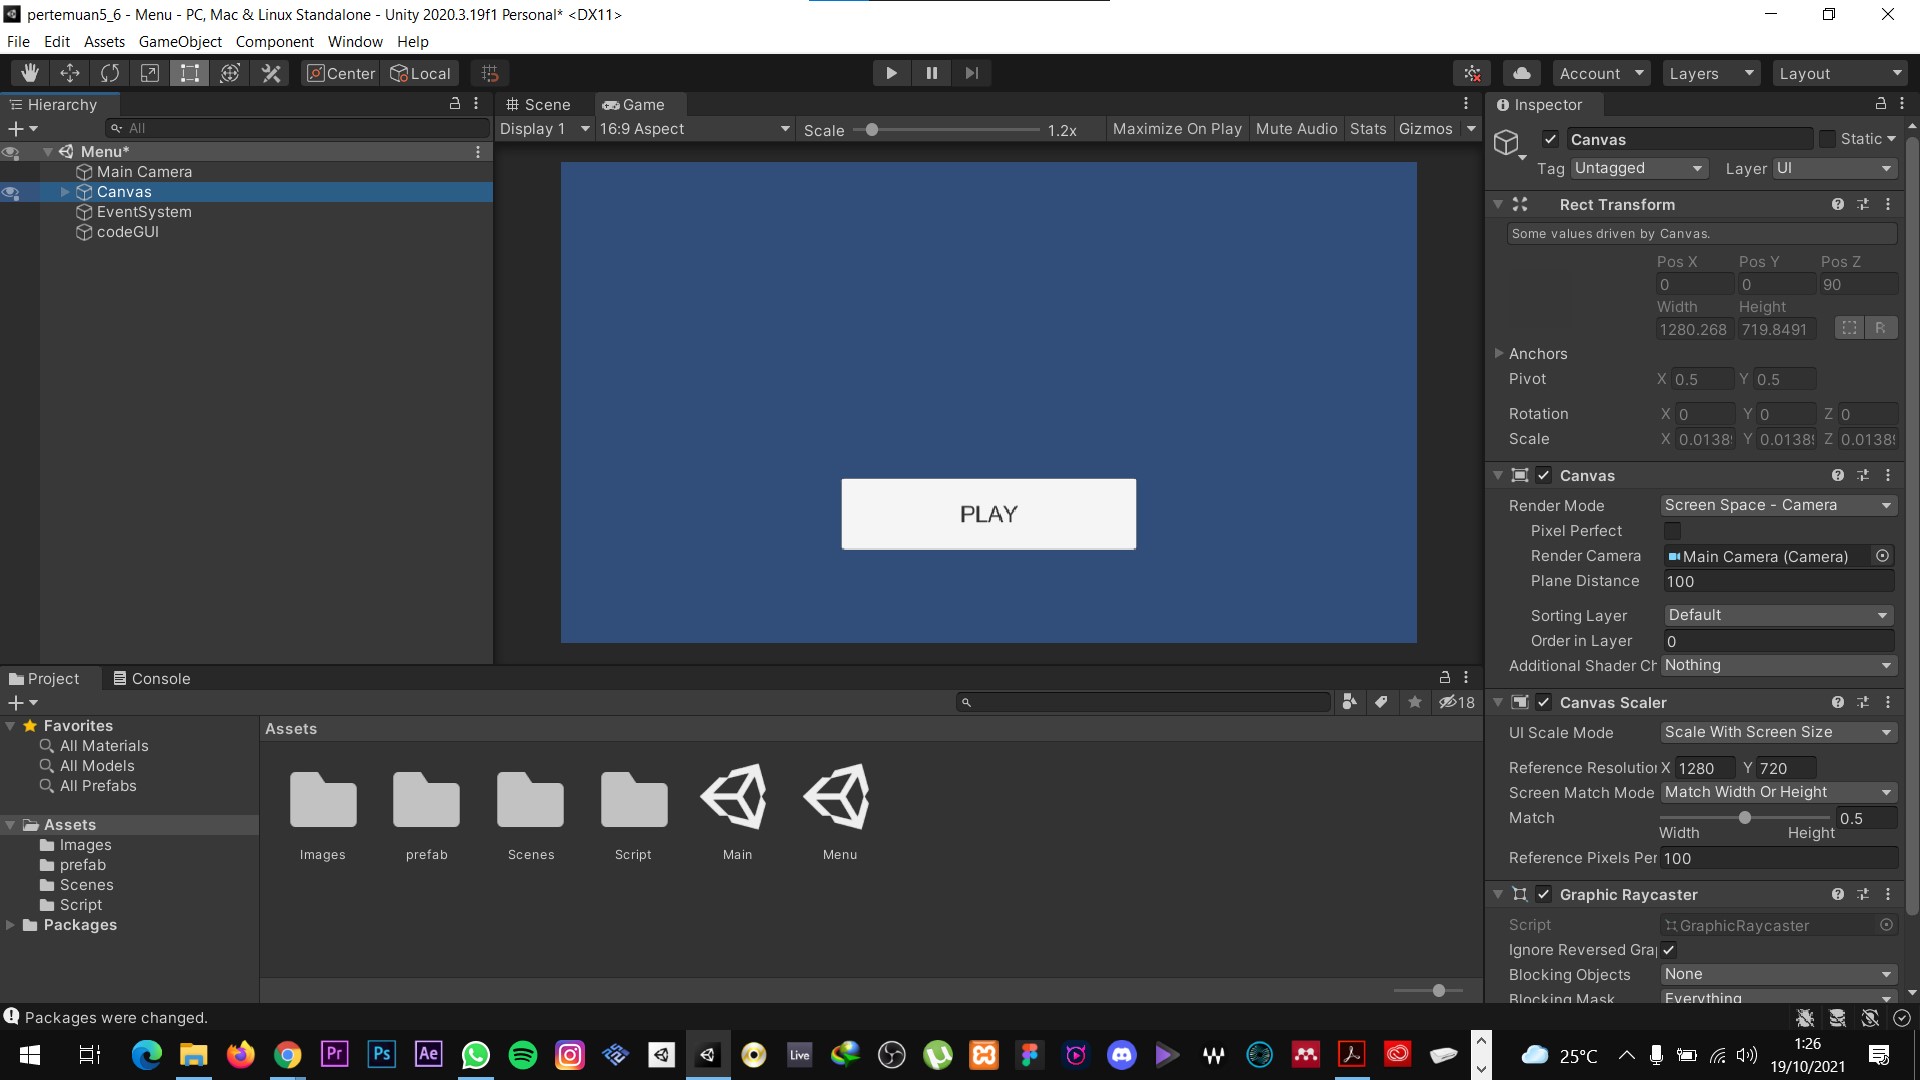 pertemuan5_6 - Menu - PC, Mac & Linux Standalone - Unity 2020.3.19f1 Personal* <DX11>
File Edit Assets GameObject Component Window Help
Center Local Account Layers Layout
Hierarchy
All
Menu*
Main Camera
Canvas
EventSystem
codeGUI
Scene Game
Display 1 16:9 Aspect Scale 1.2x Maximize On Play Mute Audio Stats Gizmos
PLAY
Inspector
Canvas Static
Tag Untagged Layer UI
Rect Transform
Some values driven by Canvas.
Pos X Pos Y Pos Z
0 0 90
Width Height
1280.268 719.8491 R
Anchors
Pivot X 0.5 Y 0.5
Rotation X 0 Y 0 Z 0
Scale X 0.0138 Y 0.0138 Z 0.0138
Canvas
Render Mode Screen Space - Camera
Pixel Perfect
Render Camera Main Camera (Camera)
Plane Distance 100
Sorting Layer Default
Order in Layer 0
Additional Shader Ch Nothing
Canvas Scaler
UI Scale Mode Scale With Screen Size
Reference Resolution X 1280 Y 720
Screen Match Mode Match Width Or Height
Match 0.5
Width Height
Reference Pixels Per 100
Graphic Raycaster
Script GraphicRaycaster
Ignore Reversed Gra
Blocking Objects None
Blocking Mask Everything
Project Console
18
Favorites
All Materials
All Models
All Prefabs
Assets
Images
prefab
Scenes
Script
Packages
Assets
Images prefab Scenes Script Main Menu
Packages were changed.
Pr Ps Ae Live
25°C
1:26
19/10/2021